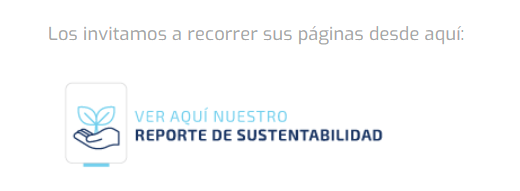 Los invitamos a recorrer sus páginas desde aquí:
VER AQUÍ NUESTRO
REPORTE DE SUSTENTABILIDAD